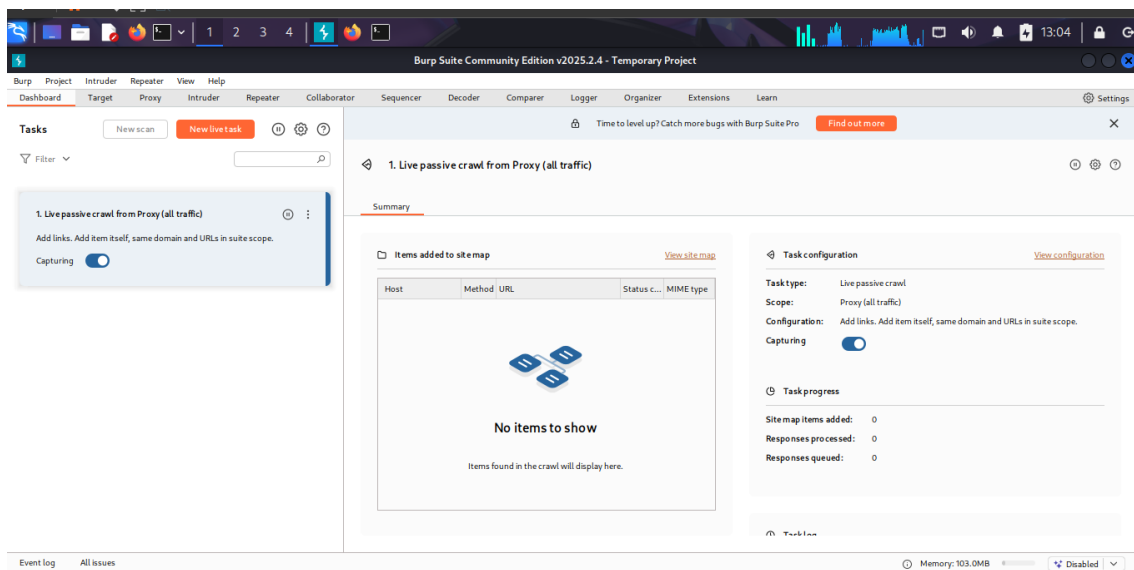 1 2 3 4 13:04
Burp Suite Community Edition v2025.2.4 - Temporary Project
Burp Project Intruder Repeater View Help
Dashboard Target Proxy Intruder Repeater Collaborator Sequencer Decoder Comparer Logger Organizer Extensions Learn Settings
Tasks New scan New live task
Time to level up? Catch more bugs with Burp Suite Pro Find out more
Filter
1. Live passive crawl from Proxy (all traffic)
Summary
1. Live passive crawl from Proxy (all traffic)
Add links. Add item itself, same domain and URLs in suite scope.
Capturing
Items added to site map View site map
Host Method URL Status c... MIME type
No items to show
Items found in the crawl will display here.
Task configuration View configuration
Task type: Live passive crawl
Scope: Proxy (all traffic)
Configuration: Add links. Add item itself, same domain and URLs in suite scope.
Capturing
Task progress
Site map items added: 0
Responses processed: 0
Responses queued: 0
Task log
Event log All issues Memory: 103.0MB Disabled